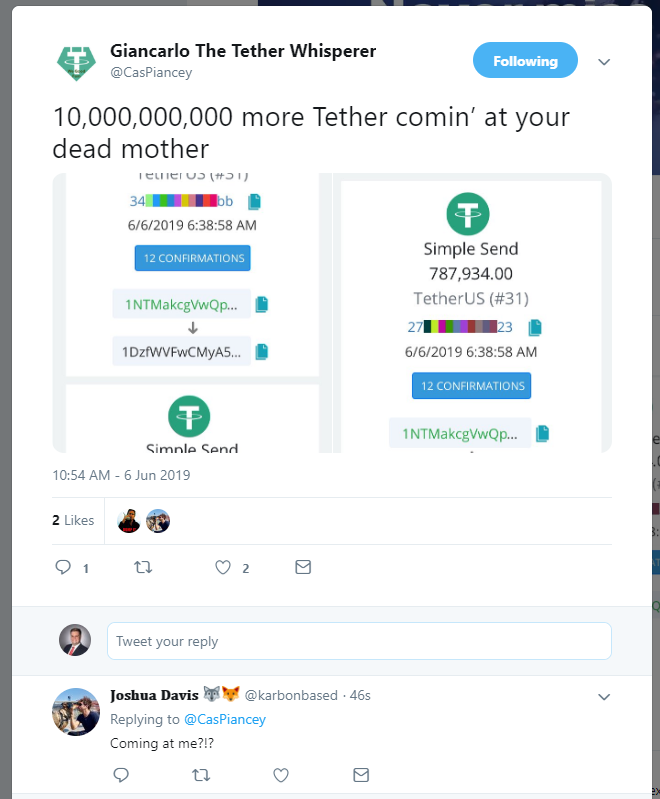 Giancarlo The Tether Whisperer
@CasPiancey
Following
10,000,000,000 more Tether comin’ at your
dead mother
TetherUS (#31)
34 bb
6/6/2019 6:38:58 AM
12 CONFIRMATIONS
1NTMakcgVwQp...
1DzfWVFwCMyA5...
Simple Send
Simple Send
787,934.00
TetherUS (#31)
27 23
6/6/2019 6:38:58 AM
12 CONFIRMATIONS
1NTMakcgVwQp...
10:54 AM - 6 Jun 2019
2 Likes
1
2
Tweet your reply
Joshua Davis 🐺🦊 @karbonbased · 46s
Replying to @CasPiancey
Coming at me?!?